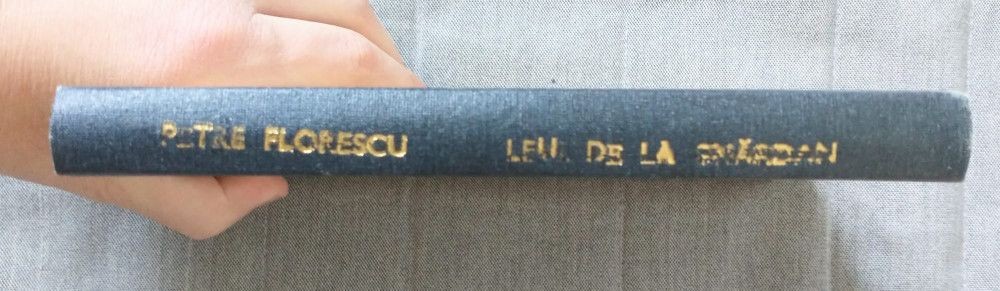 PETRE FLORESCU LEUL DE LA